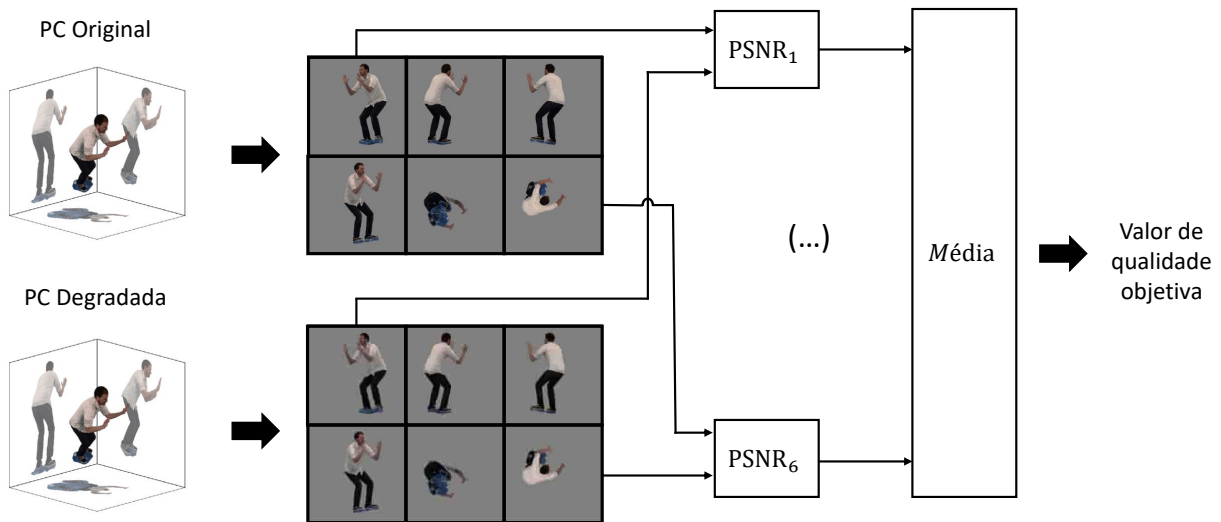 PC Original
PSNR₁
(...)
Média
Valor de
qualidade
objetiva
PC Degradada
PSNR₆